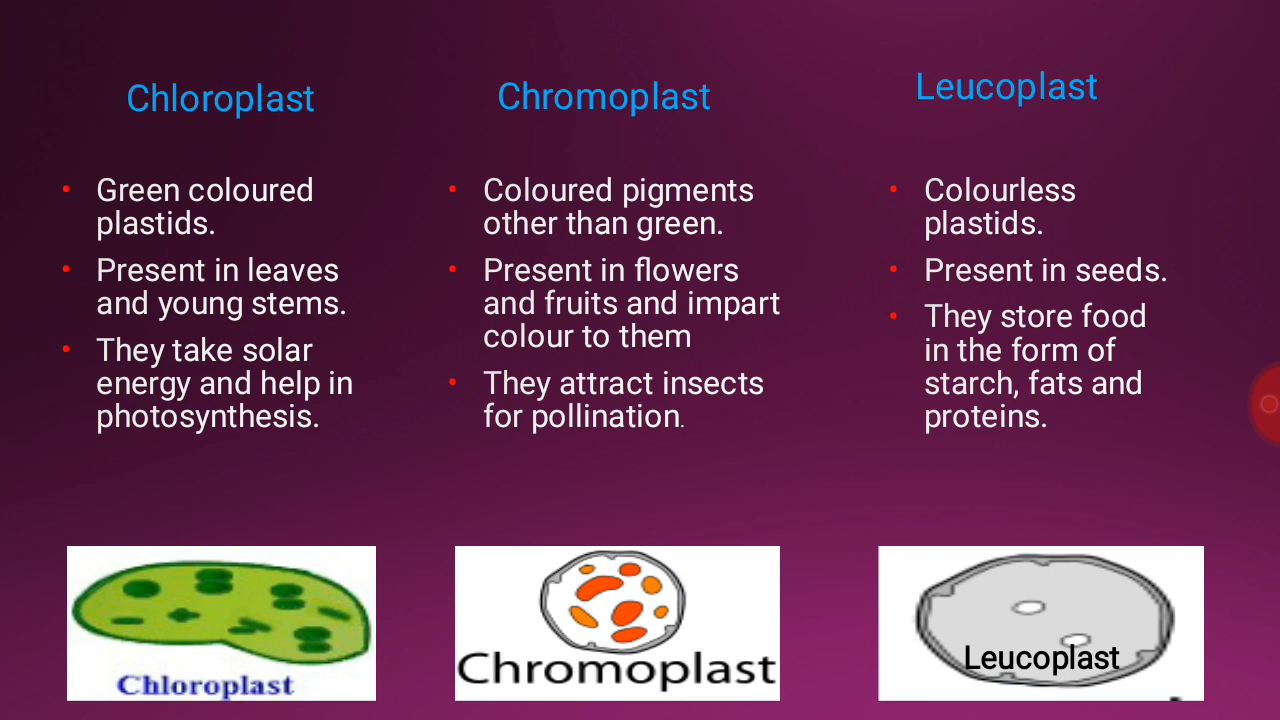 Chloroplast
• Green coloured
plastids.
• Present in leaves
and young stems.
• They take solar
energy and help in
photosynthesis.
Chloroplast
Chromoplast
• Coloured pigments
other than green.
• Present in flowers
and fruits and impart
colour to them
• They attract insects
for pollination.
Chromoplast
Leucoplast
• Colourless
plastids.
• Present in seeds.
• They store food
in the form of
starch, fats and
proteins.
Leucoplast